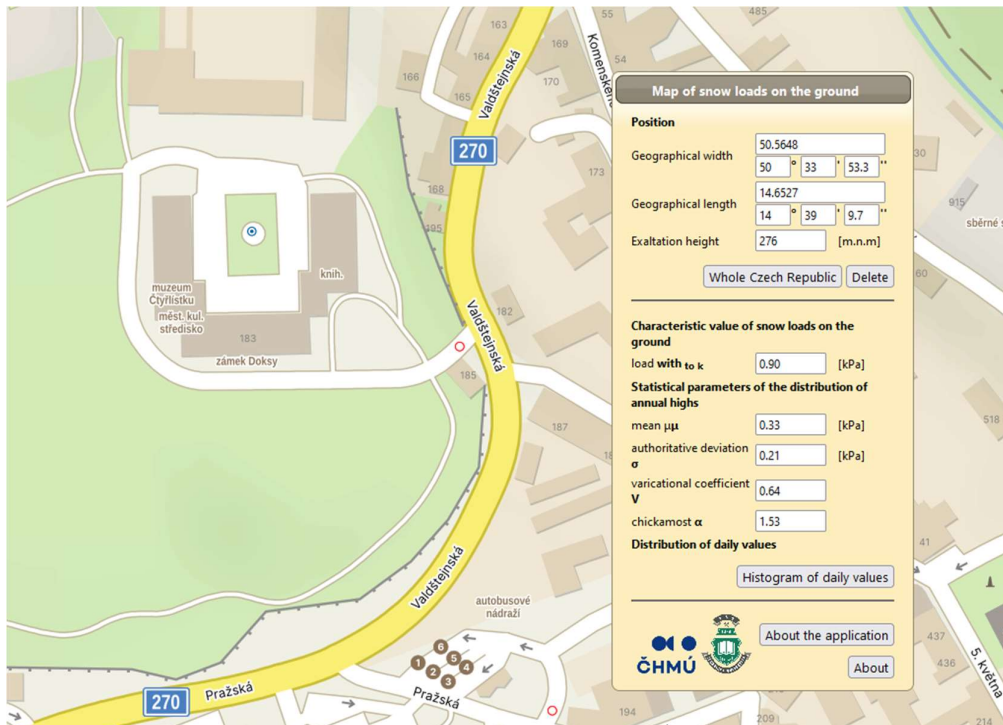 163
485
55
169
Komenského
164
54
Valdštejnská
166
170
165
270
173
168
195
30
915
sběrné s
knih.
60
muzeum
Čtyřlístku
měst. kul.
středisko
183
zámek Doksy
182
Valdštejnská
185
187
18
518
41
Valdštejnská
autobusové
nádraží
6
1
5
2
4
3
Pražská
Pražská
270
194
209
437
436
5. května
214
Map of snow loads on the ground
Position
Geographical width 50.5648
50 ° 33 ' 53.3 ''
Geographical length 14.6527
14 ° 39 ' 9.7 ''
Exaltation height 276 [m.n.m]
Whole Czech Republic Delete
Characteristic value of snow loads on the
ground
load with to k 0.90 [kPa]
Statistical parameters of the distribution of
annual highs
mean μμ 0.33 [kPa]
authoritative deviation
σ 0.21 [kPa]
varicational coefficient
V 0.64
chickamost α 1.53
Distribution of daily values
Histogram of daily values
ČHMÚ
About the application
About